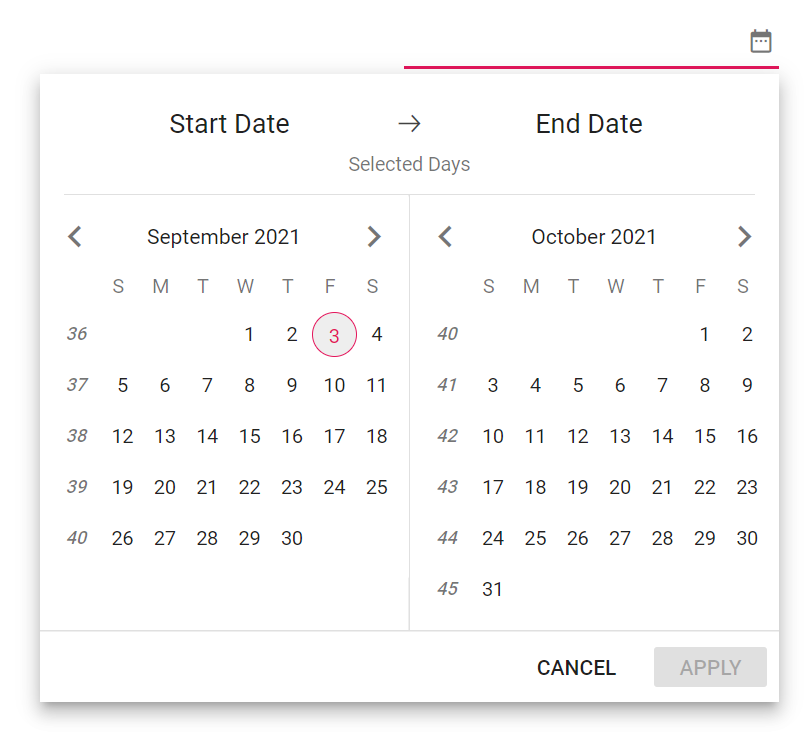 Start Date → End Date
Selected Days
September 2021
S M T W T F S
36 1 2 3 4
37 5 6 7 8 9 10 11
38 12 13 14 15 16 17 18
39 19 20 21 22 23 24 25
40 26 27 28 29 30
October 2021
S M T W T F S
40 1 2
41 3 4 5 6 7 8 9
42 10 11 12 13 14 15 16
43 17 18 19 20 21 22 23
44 24 25 26 27 28 29 30
45 31
CANCEL APPLY